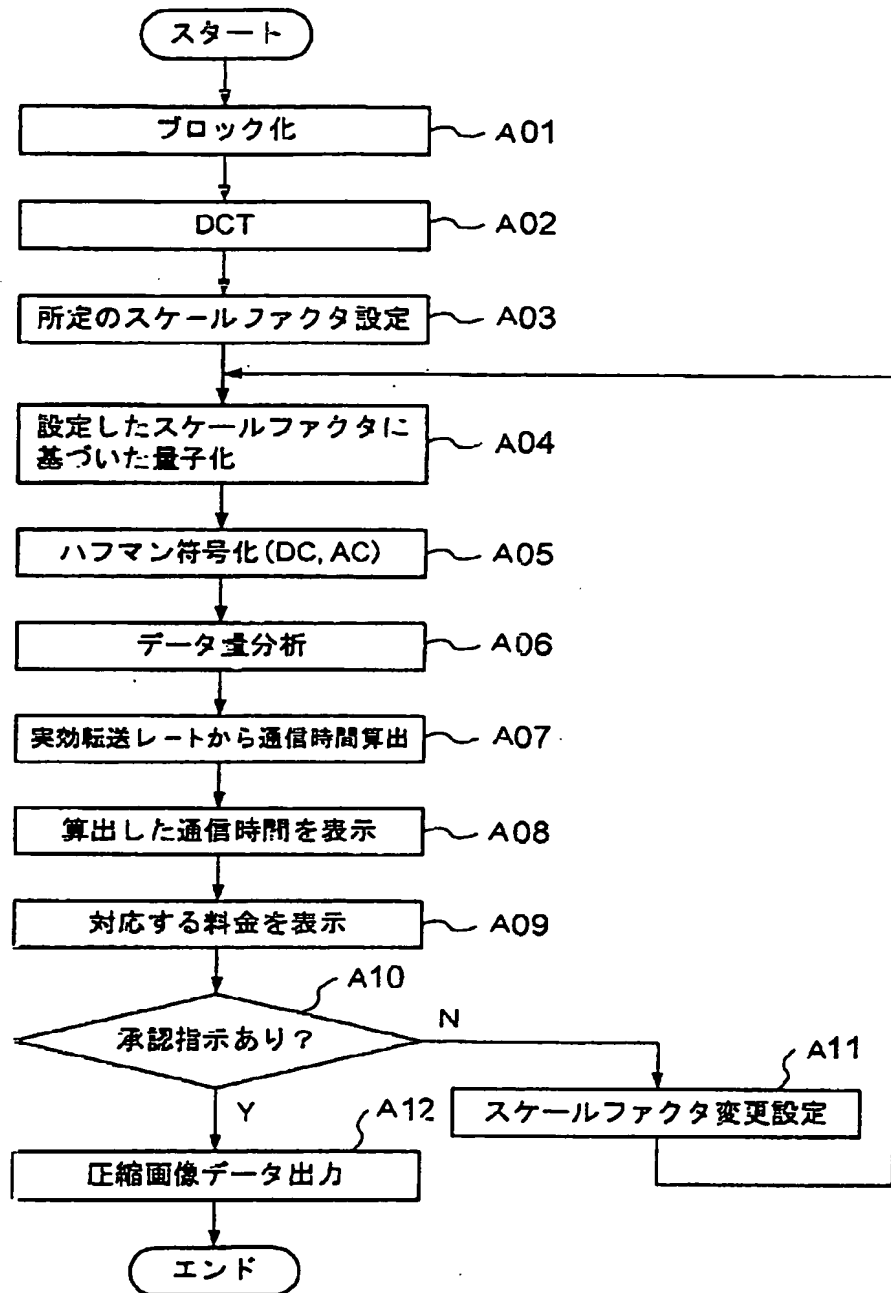 スタート
ブロック化
A01
DCT
A02
所定のスケールファクタ設定
A03
設定したスケールファクタに
基づいた量子化
A04
ハフマン符号化(DC, AC)
A05
データ量分析
A06
実効転送レートから通信時間算出
A07
算出した通信時間を表示
A08
対応する料金を表示
A09
A10
承認指示あり?
N
A11
スケールファクタ変更設定
Y
A12
圧縮画像データ出力
エンド